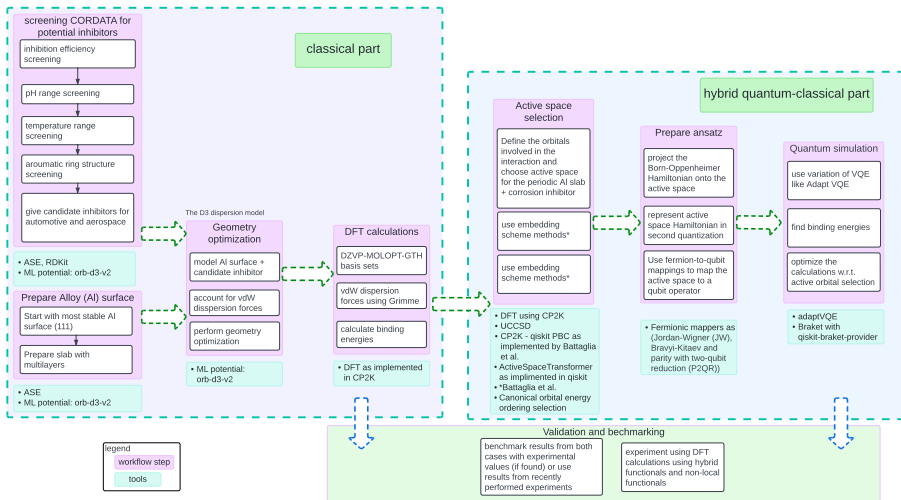 screening CORDATA for
potential inhibitors
inhibition efficiency
screening
pH range screening
temperature range
screening
aroumatic ring structure
screening
give candidate inhibitors for
automotive and aerospace
• ASE, RDKit
• ML potential: orb-d3-v2
Prepare Alloy (Al) surface
Start with most stable Al
surface (111)
Prepare slab with
multilayers
• ASE
• ML potential: orb-d3-v2
classical part
The D3 dispersion model
Geometry
optimization
model Al surface +
candidate inhibitor
account for vdW
disspersion forces
perform geometry
optimization
• ML potential:
orb-d3-v2
DFT calculations
DZVP-MOLOPT-GTH
basis sets
vdW dispersion
forces using Grimme
calculate binding
energies
• DFT as implemented
in CP2K
hybrid quantum-classical part
Active space
selection
Define the orbitals
involved in the
interaction and
choose active space
for the periodic Al slab
+ corrosion inhibitor
use embedding
scheme methods*
use embedding
scheme methods*
• DFT using CP2K
• UCCSD
• CP2K - qiskit PBC as
implemented by Battaglia
et al.
• ActiveSpaceTransformer
as implimented in qiskit
• *Battaglia et al.
• Canonical orbital energy
ordering selection
Prepare ansatz
project the
Born-Oppenheimer
Hamiltonian onto the
active space
represent active
space Hamiltonian in
second quantization
Use fermion-to-qubit
mappings to map the
active space to a
qubit operator
• Fermionic mappers as
(Jordan-Wigner (JW),
Bravyi-Kitaev and
parity with two-qubit
reduction (P2QR))
Quantum simulation
use variation of VQE
like Adapt VQE
find binding energies
optimize the
calculations w.r.t.
active orbital selection
• adaptVQE
• Braket with
qiskit-braket-provider
Validation and bechmarking
benchmark results from both
cases with experimental
values (if found) or use
results from recently
performed experiments
experiment using DFT
calculations using hybrid
functionals and non-local
functionals
legend
workflow step
tools